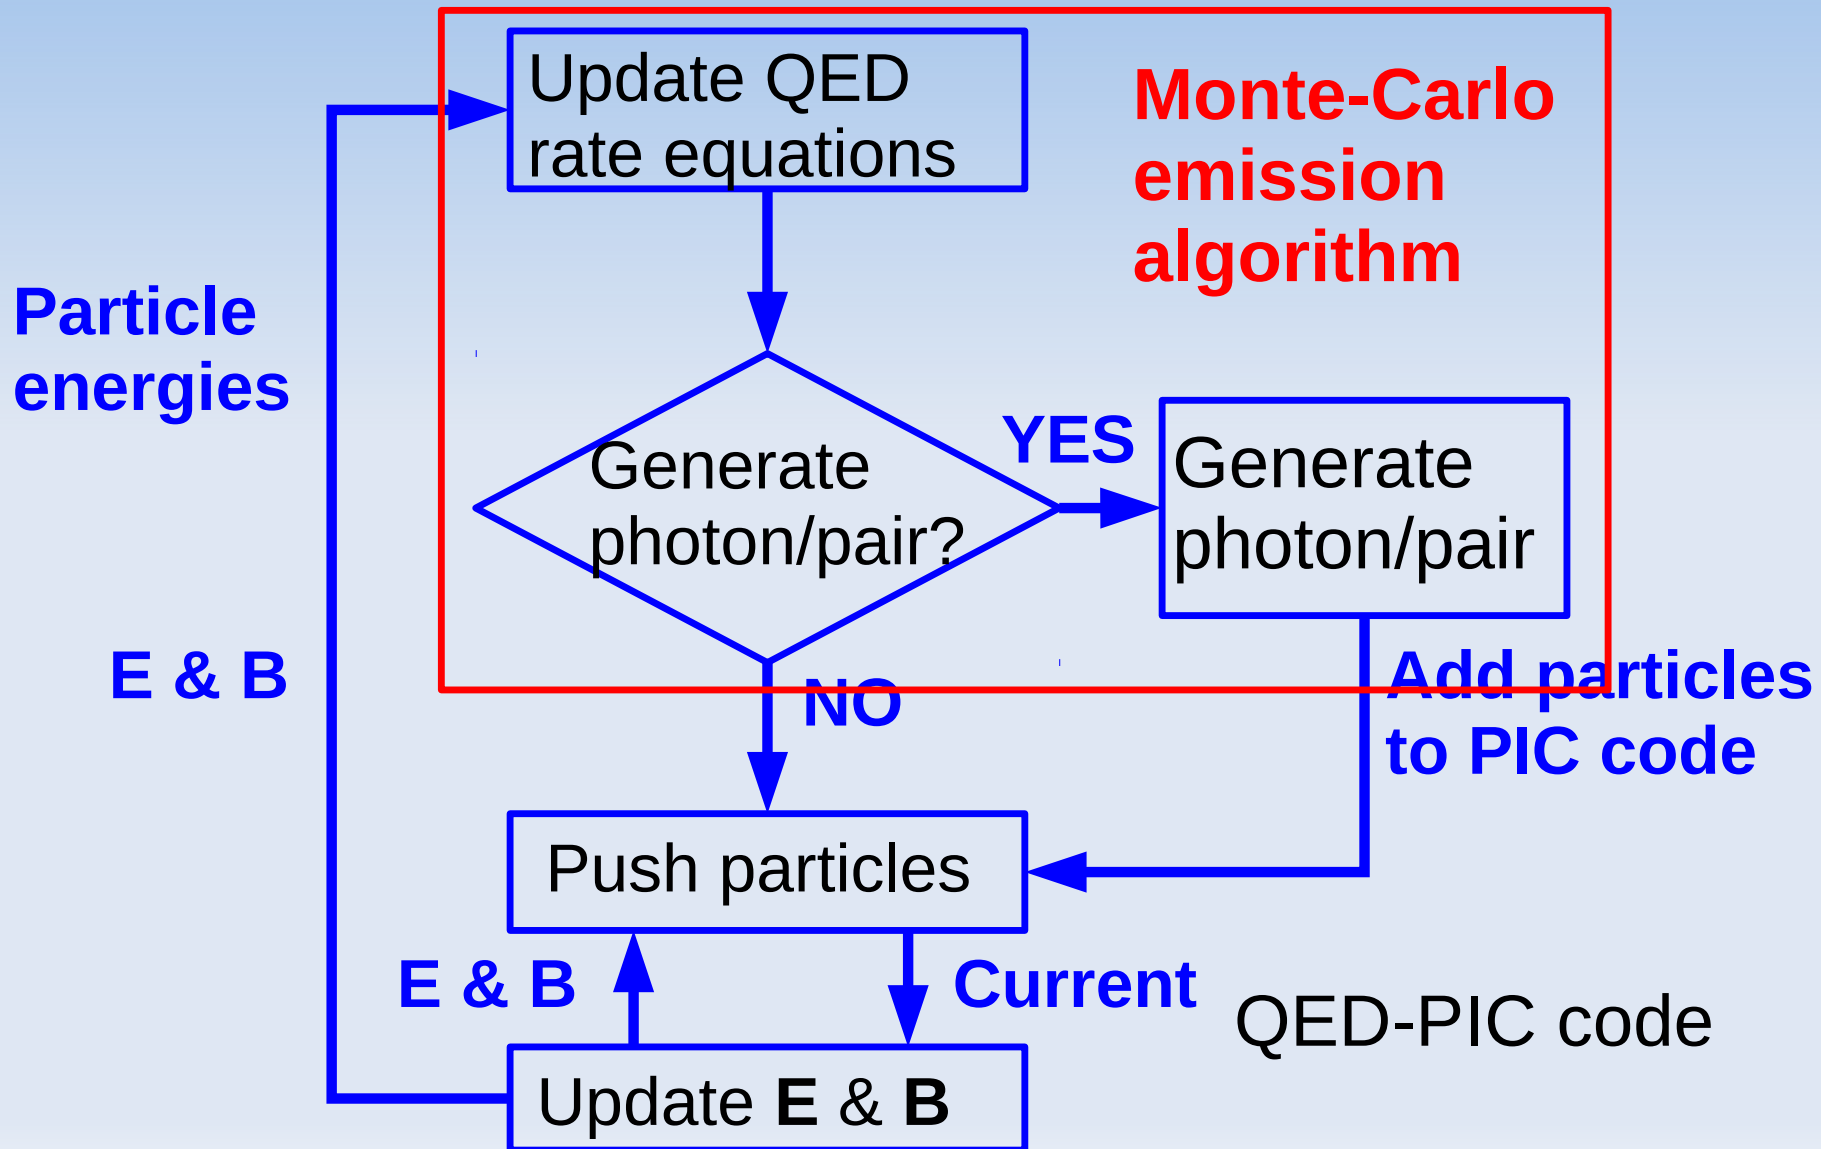 Update QED
rate equations
Monte-Carlo
emission
algorithm
Particle
energies
YES
Generate
photon/pair?
Generate
photon/pair
E & B
NO
Add particles
to PIC code
Push particles
E & B
Current
QED-PIC code
Update E & B